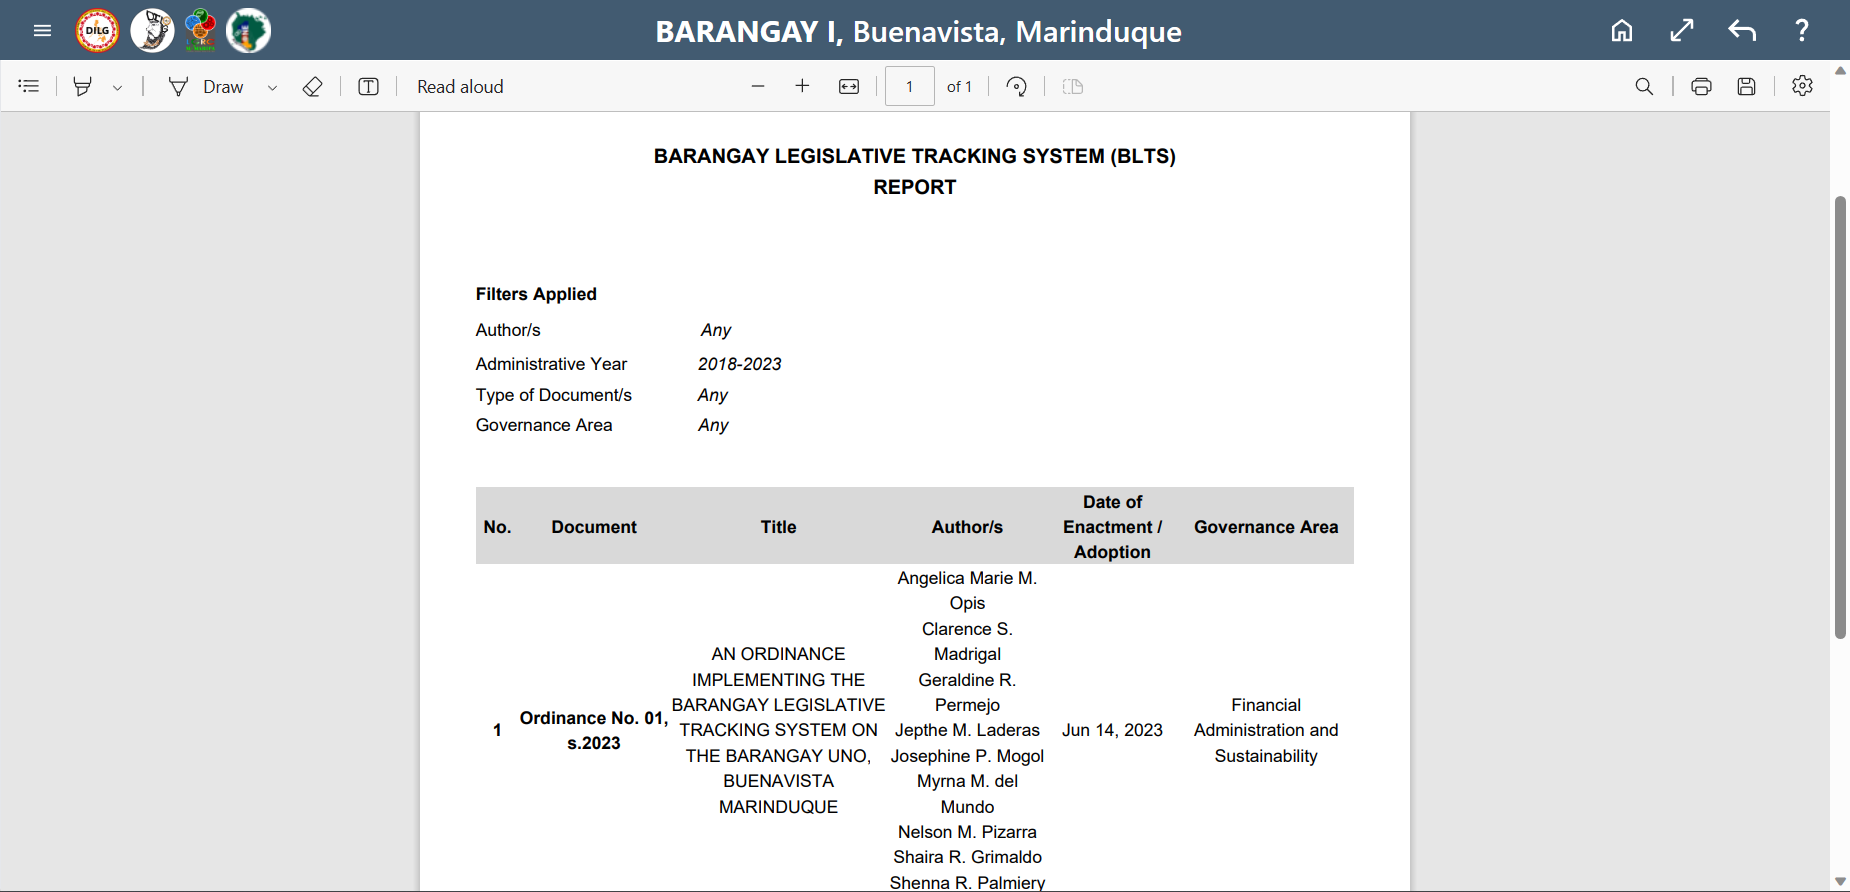 DILG
BARANGAY I, Buenavista, Marinduque
?
Draw
T
Read aloud
1
of 1
BARANGAY LEGISLATIVE TRACKING SYSTEM (BLTS)
REPORT
Filters Applied
Author/s Any
Administrative Year 2018-2023
Type of Document/s Any
Governance Area Any
No.
Document
Title
Author/s
Date of
Enactment /
Adoption
Governance Area
1
Ordinance No. 01,
s.2023
AN ORDINANCE
IMPLEMENTING THE
BARANGAY LEGISLATIVE
TRACKING SYSTEM ON
THE BARANGAY UNO,
BUENAVISTA
MARINDUQUE
Angelica Marie M.
Opis
Clarence S.
Madrigal
Geraldine R.
Permejo
Jepthe M. Laderas
Josephine P. Mogol
Myrna M. del
Mundo
Nelson M. Pizarra
Shaira R. Grimaldo
Shenna R. Palmiery
Jun 14, 2023
Financial
Administration and
Sustainability